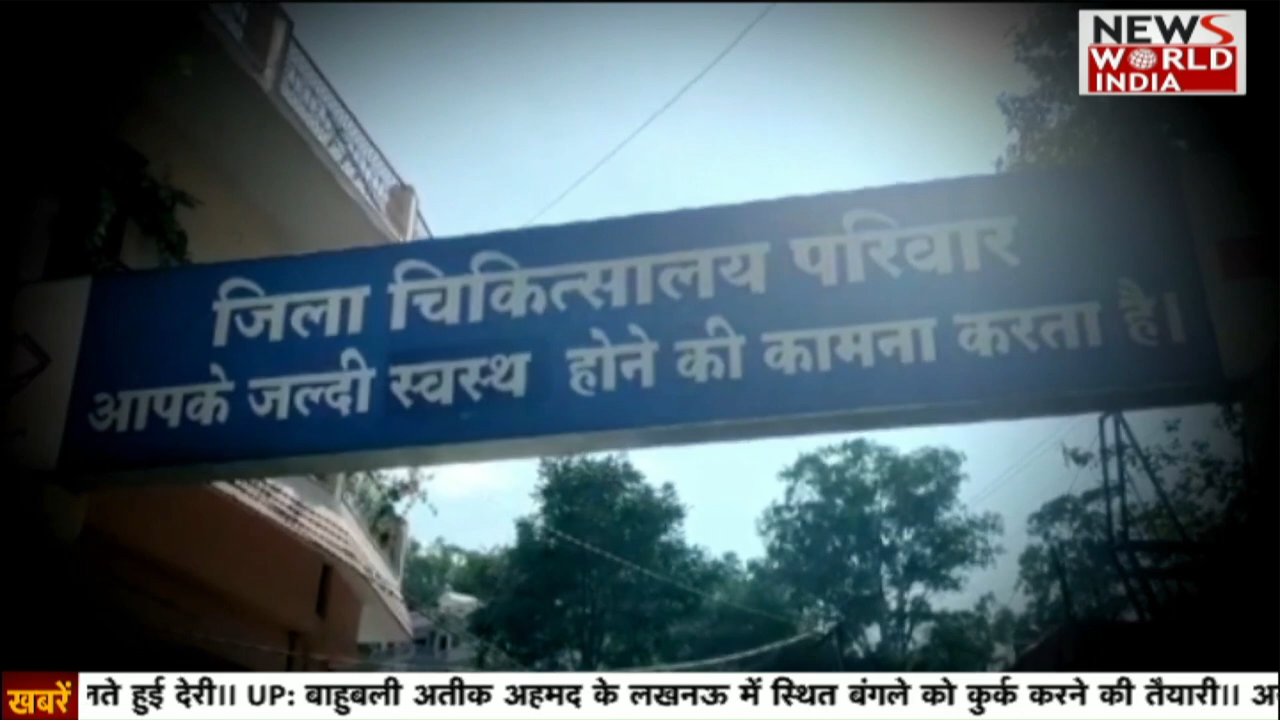 NEWS
WORLD
INDIA
जिला चिकित्सालय परिवार
आपके जल्दी स्वस्थ होने की कामना करता है।
खबरें
नते हुई देरी।। UP: बाहुबली अतीक अहमद के लखनऊ में स्थित बंगले को कुर्क करने की तैयारी।।